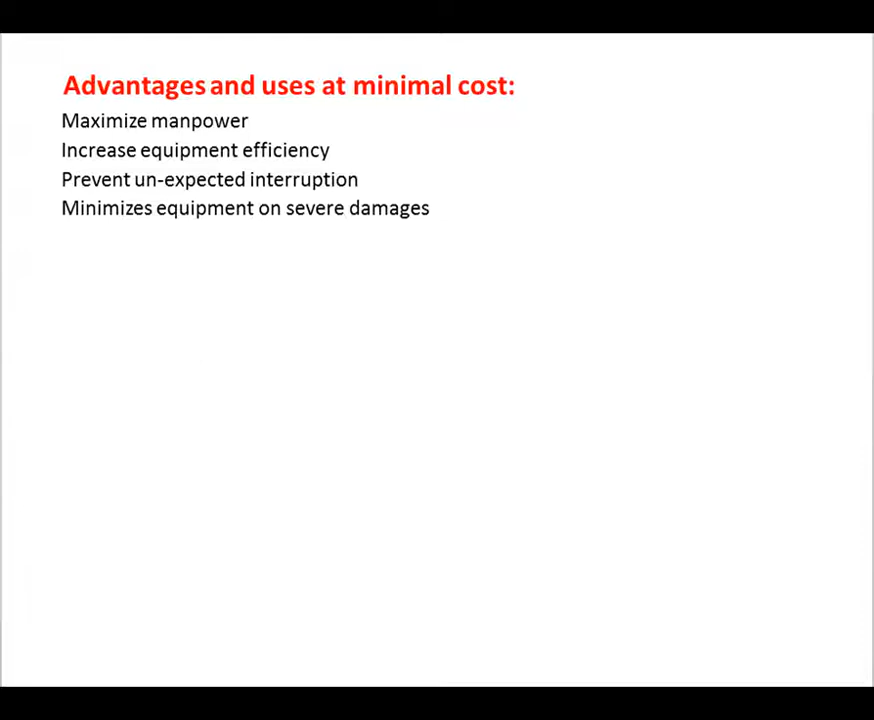 Advantages and uses at minimal cost:
Maximize manpower
Increase equipment efficiency
Prevent un-expected interruption
Minimizes equipment on severe damages